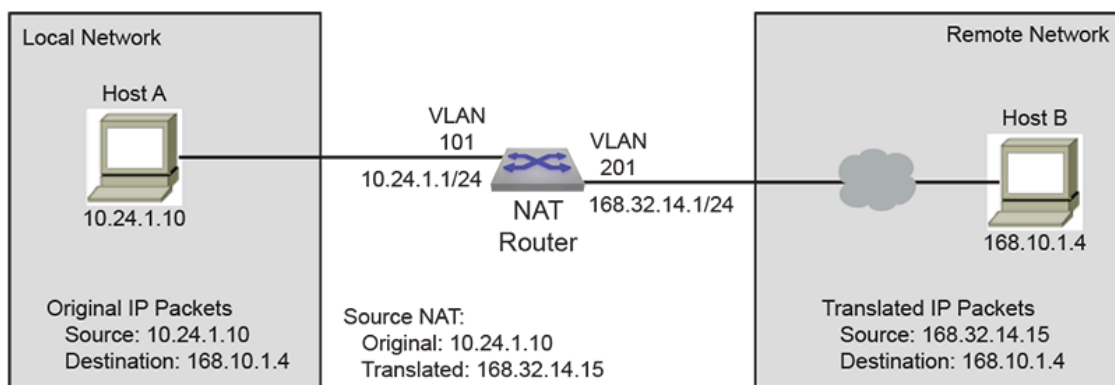 Local Network
Host A
10.24.1.10
Original IP Packets
Source: 10.24.1.10
Destination: 168.10.1.4
VLAN
101
10.24.1.1/24
VLAN
201
168.32.14.1/24
NAT
Router
Source NAT:
Original: 10.24.1.10
Translated: 168.32.14.15
Remote Network
Host B
168.10.1.4
Translated IP Packets
Source: 168.32.14.15
Destination: 168.10.1.4